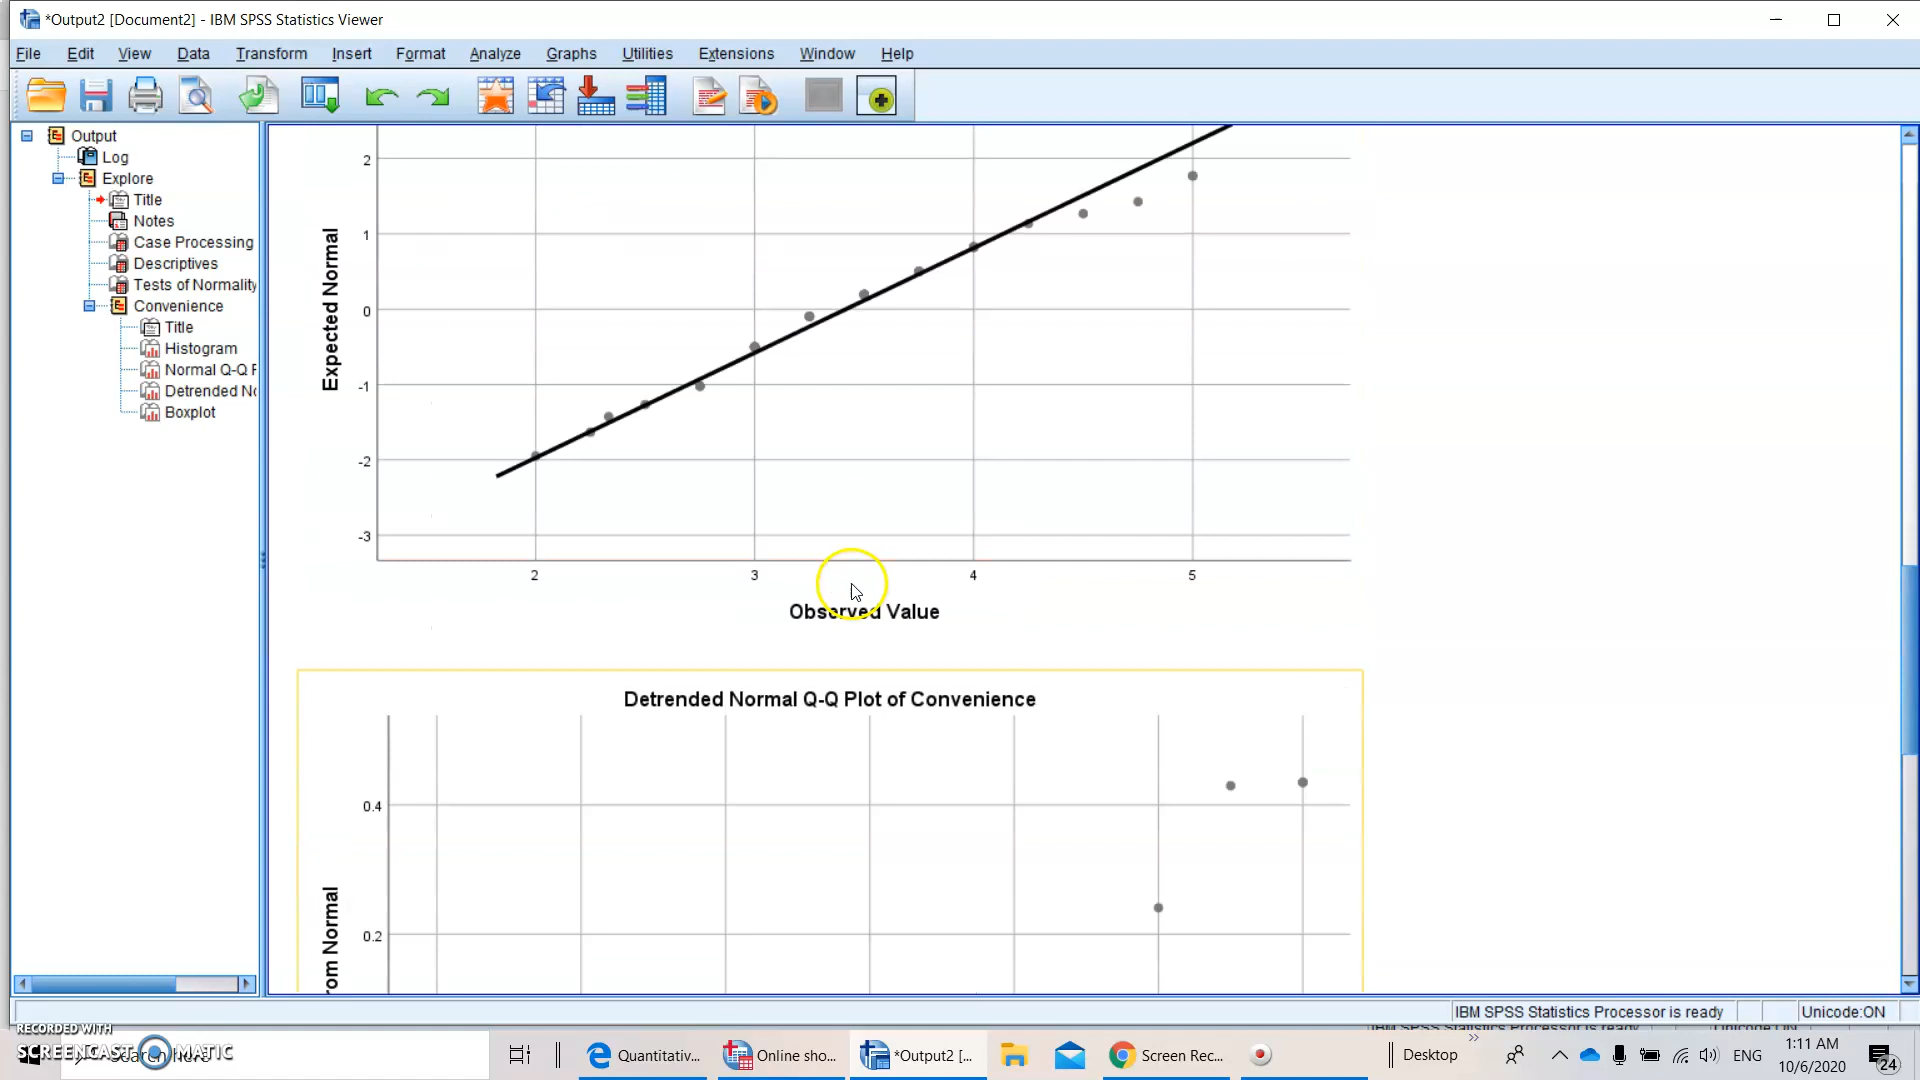 *Output2 [Document2] - IBM SPSS Statistics Viewer
File Edit View Data Transform Insert Format Analyze Graphs Utilities Extensions Window Help
Output
Log
Explore
Title
Notes
Case Processing
Descriptives
Tests of Normality
Convenience
Title
Histogram
Normal Q-Q P
Detrended No
Boxplot
2
1
0
-1
-2
-3
Expected Normal
2 3 4 5
Observed Value
Detrended Normal Q-Q Plot of Convenience
0.4
0.2
rom Normal
IBM SPSS Statistics Processor is ready Unicode:ON
RECORDED WITH
SCREENCAST MATIC
Quantitativ... Online sho... *Output2 [... Screen Rec... Desktop ENG
1:11 AM
10/6/2020
24